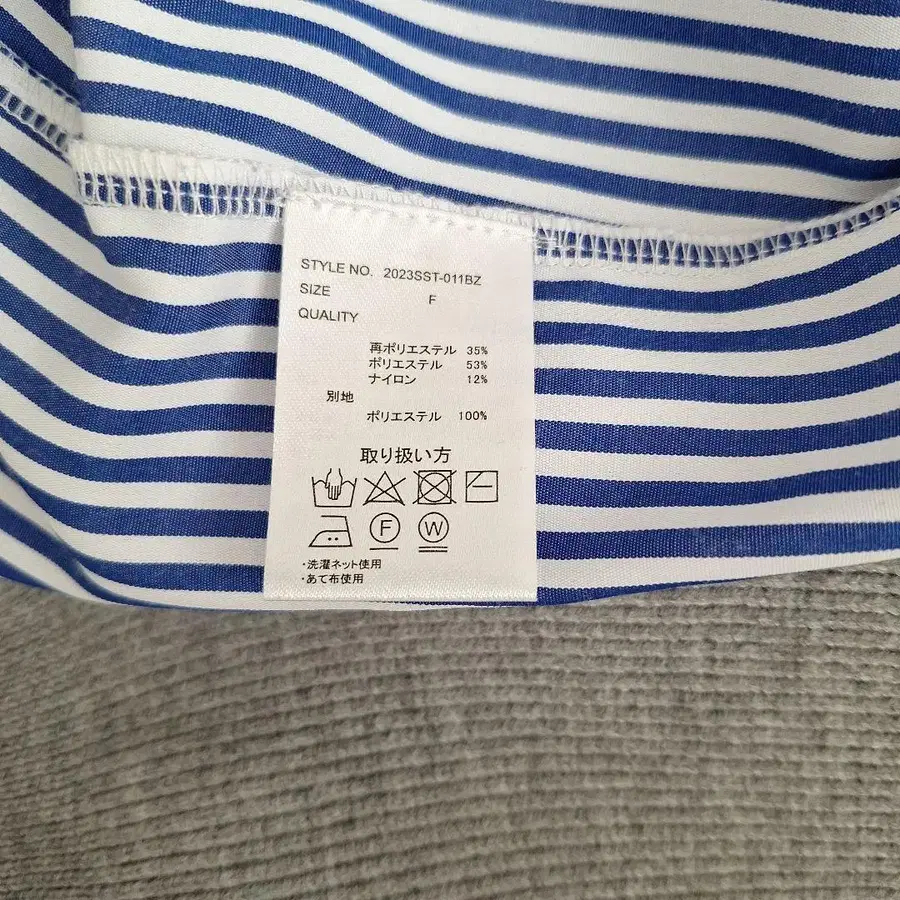 STYLE NO. 2023SST-011BZ
SIZE F
QUALITY
再ポリエステル 35%
ポリエステル 53%
ナイロン 12%
別地
ポリエステル 100%
取り扱い方
F W
・洗濯ネット使用
・あて布使用